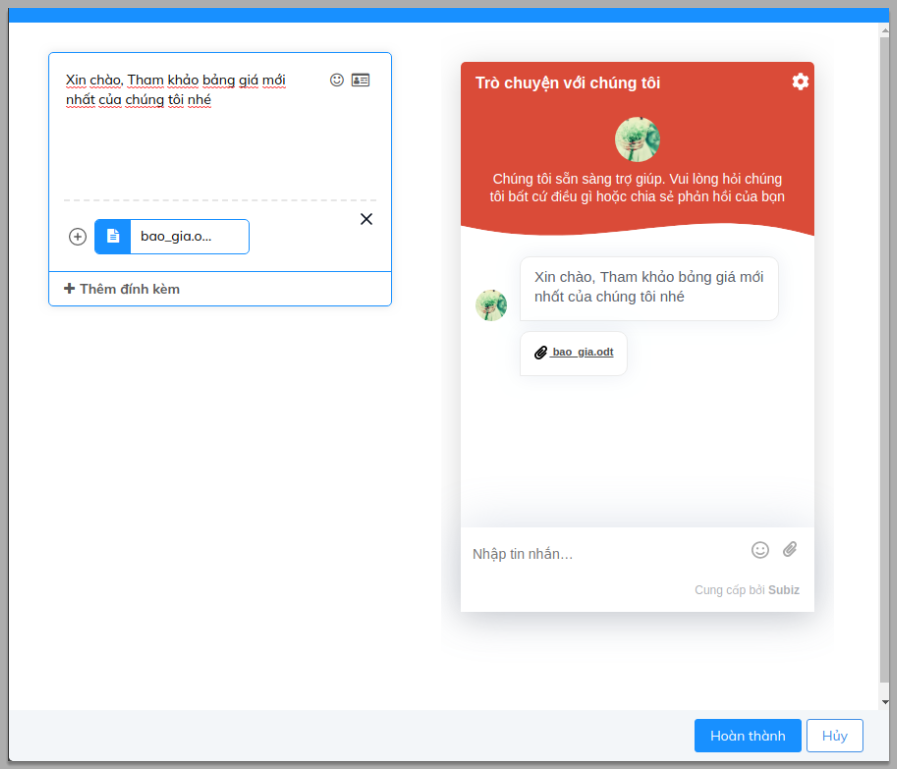 Xin chào, Tham khảo bảng giá mới
nhất của chúng tôi nhé
bao_gia.o...
Thêm đính kèm
Trò chuyện với chúng tôi
Chúng tôi sẵn sàng trợ giúp. Vui lòng hỏi chúng
tôi bất cứ điều gì hoặc chia sẻ phản hồi của bạn
Xin chào, Tham khảo bảng giá mới
nhất của chúng tôi nhé
bao_gia.odt
Nhập tin nhắn...
Cung cấp bởi Subiz
Hoàn thành
Hủy